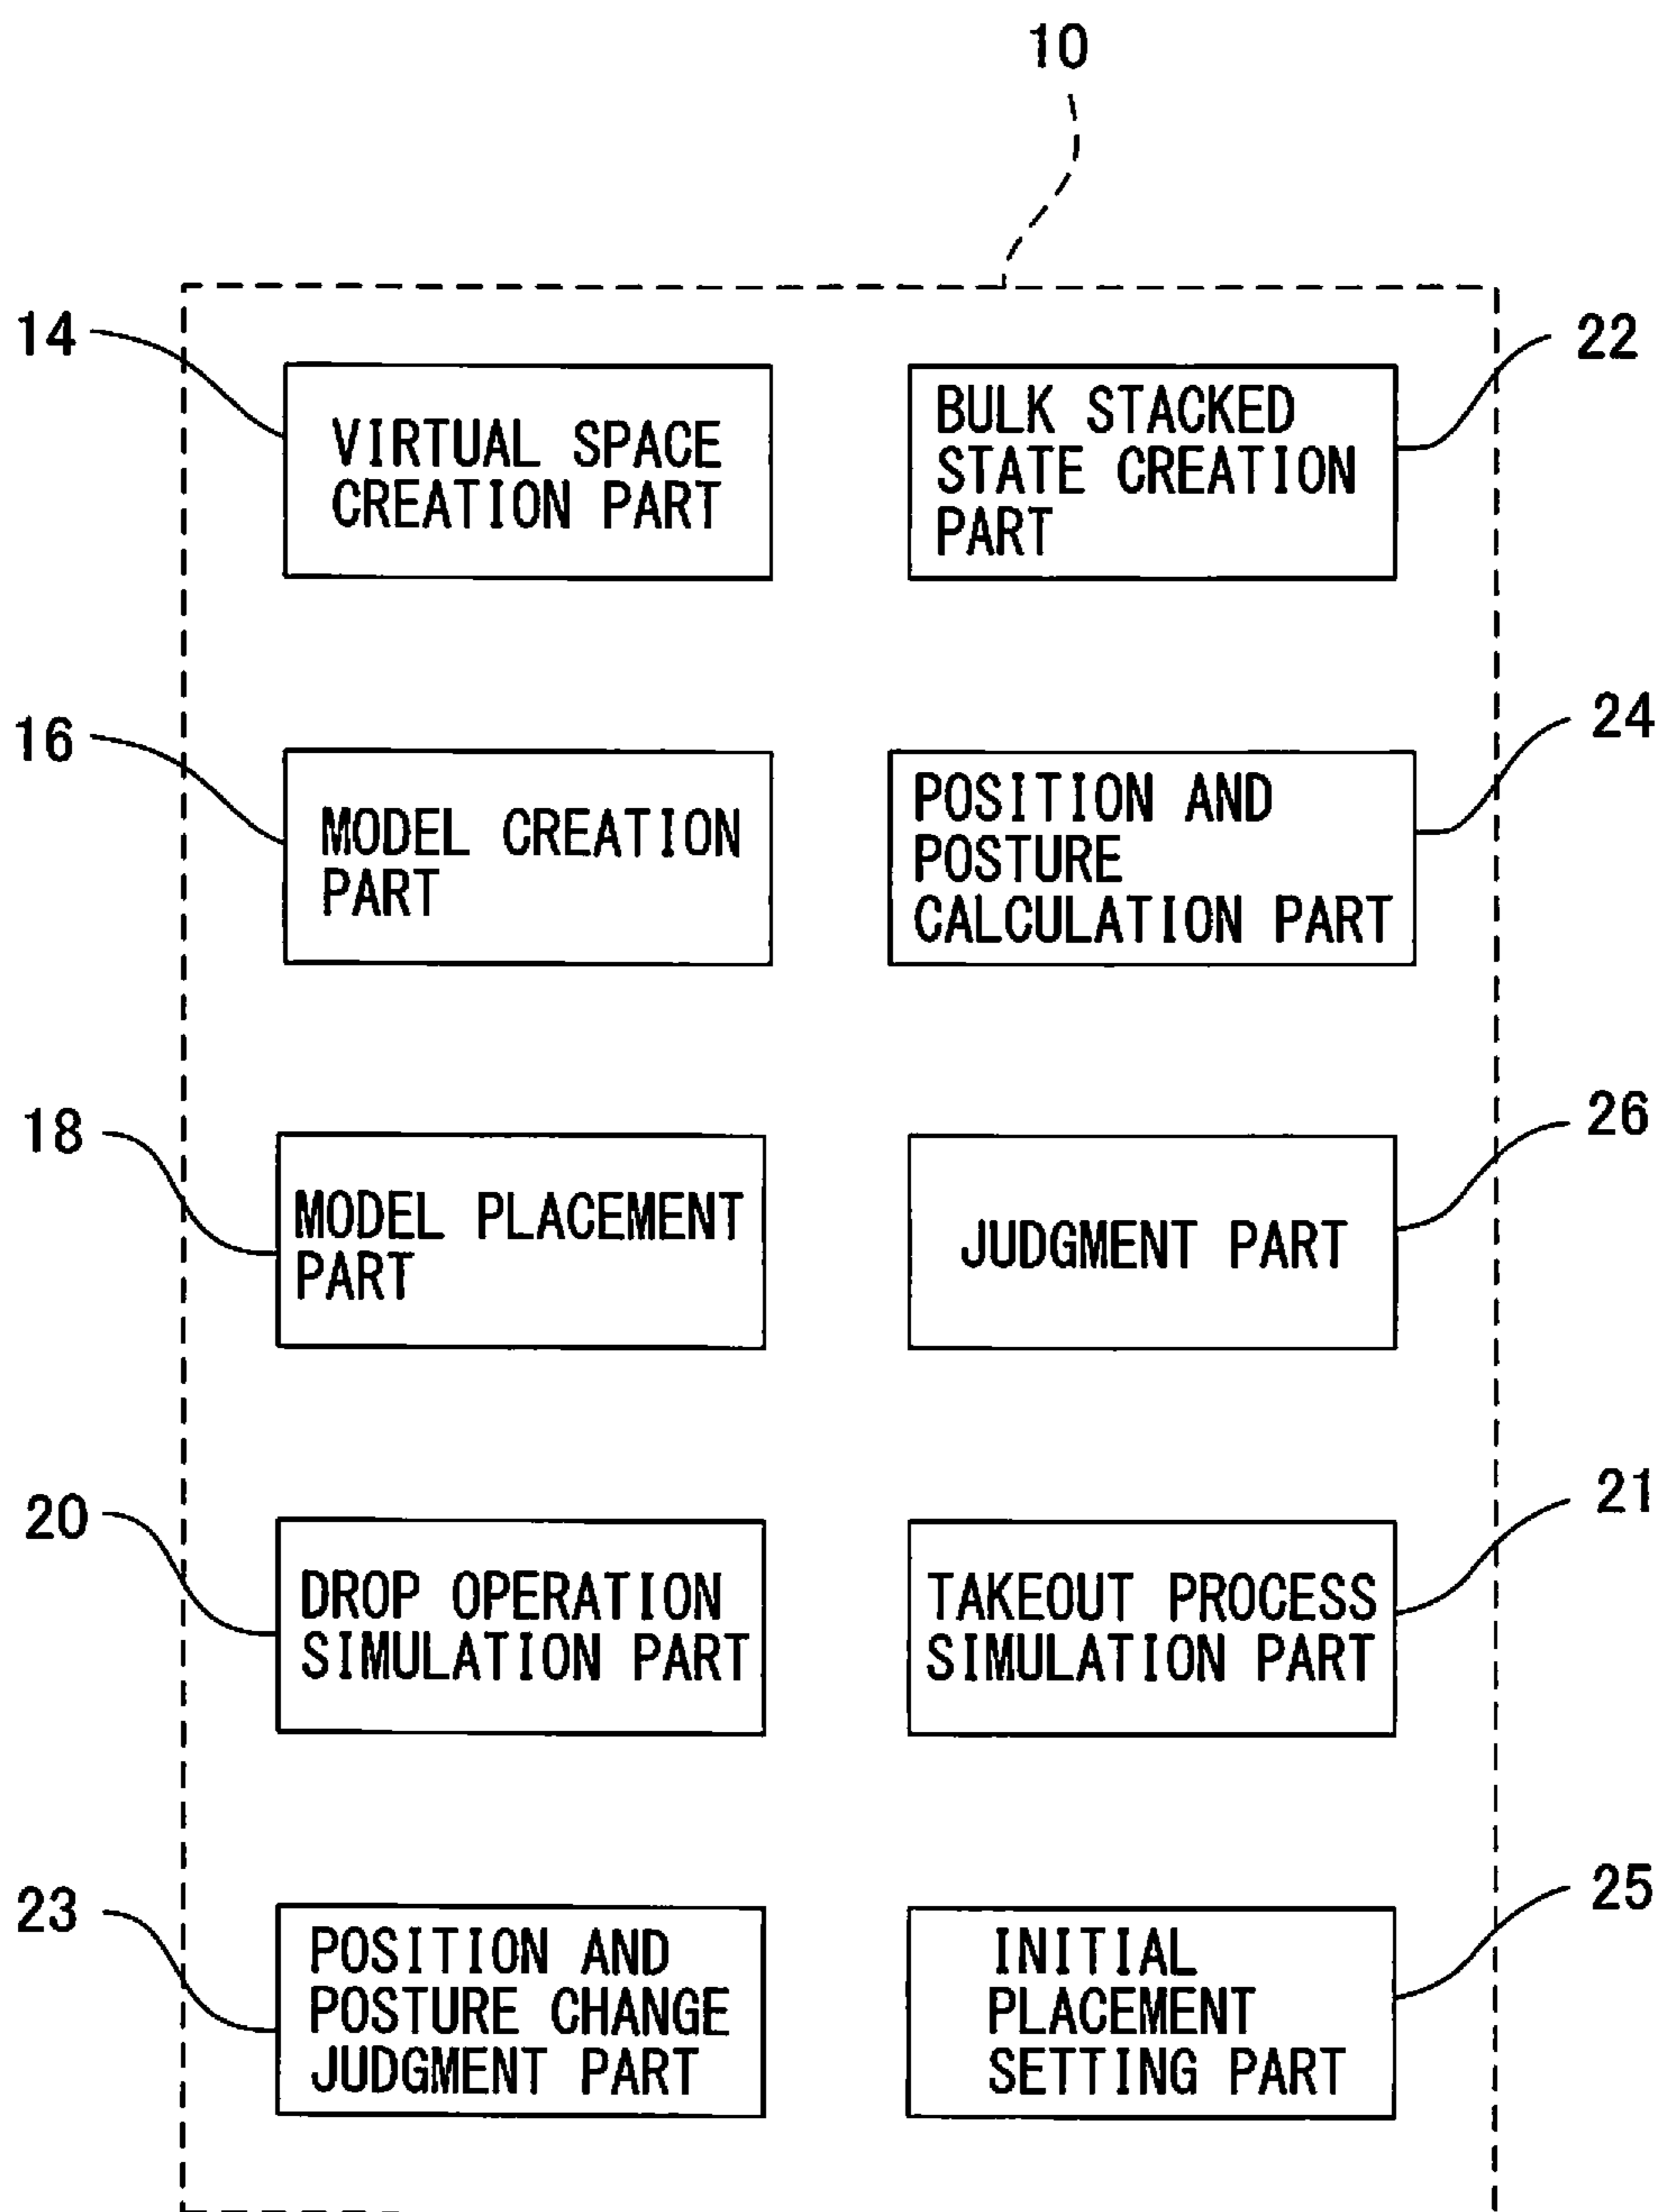 10
14
VIRTUAL SPACE
CREATION PART
22
BULK STACKED
STATE CREATION
PART
16
MODEL CREATION
PART
24
POSITION AND
POSTURE
CALCULATION PART
18
MODEL PLACEMENT
PART
26
JUDGMENT PART
20
DROP OPERATION
SIMULATION PART
21
TAKEOUT PROCESS
SIMULATION PART
23
POSITION AND
POSTURE CHANGE
JUDGMENT PART
25
INITIAL
PLACEMENT
SETTING PART